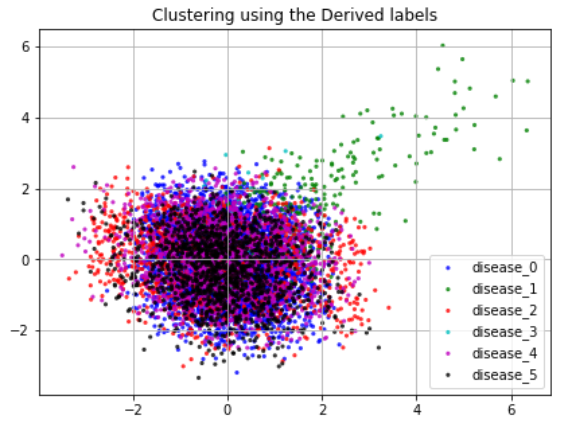 Clustering using the Derived labels
6
4
2
0
−2
−2
0
2
4
6
disease_0
disease_1
disease_2
disease_3
disease_4
disease_5